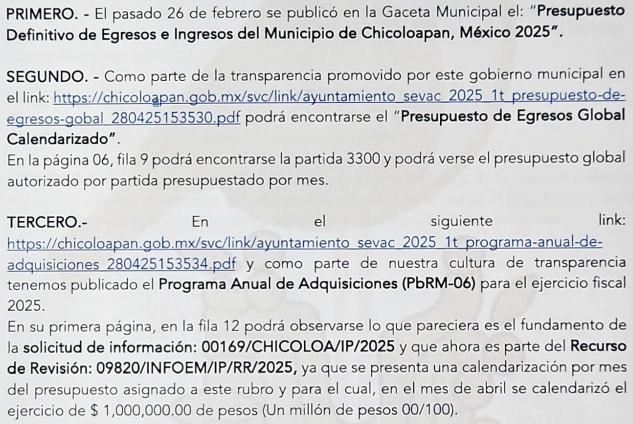 PRIMERO. - El pasado 26 de febrero se publicó en la Gaceta Municipal el: “Presupuesto
Definitivo de Egresos e Ingresos del Municipio de Chicoloapan, México 2025”.
SEGUNDO. - Como parte de la transparencia promovido por este gobierno municipal en
el link: https://chicoloapan.gob.mx/svc/link/ayuntamiento_sevac_2025_1t_presupuesto-de-
egresos-gobal_280425153530.pdf podrá encontrarse el “Presupuesto de Egresos Global
Calendarizado”.
En la página 06, fila 9 podrá encontrarse la partida 3300 y podrá verse el presupuesto global
autorizado por partida presupuestado por mes.
TERCERO.- En el siguiente link:
https://chicoloapan.gob.mx/svc/link/ayuntamiento_sevac_2025_1t_programa-anual-de-
adquisiciones_280425153534.pdf y como parte de nuestra cultura de transparencia
tenemos publicado el Programa Anual de Adquisiciones (PbRM-06) para el ejercicio fiscal
2025.
En su primera página, en la fila 12 podrá observarse lo que pareciera es el fundamento de
la solicitud de información: 00169/CHICOLOA/IP/2025 y que ahora es parte del Recurso
de Revisión: 09820/INFOEM/IP/RR/2025, ya que se presenta una calendarización por mes
del presupuesto asignado a este rubro y para el cual, en el mes de abril se calendarizó el
ejercicio de $ 1,000,000.00 de pesos (Un millón de pesos 00/100).